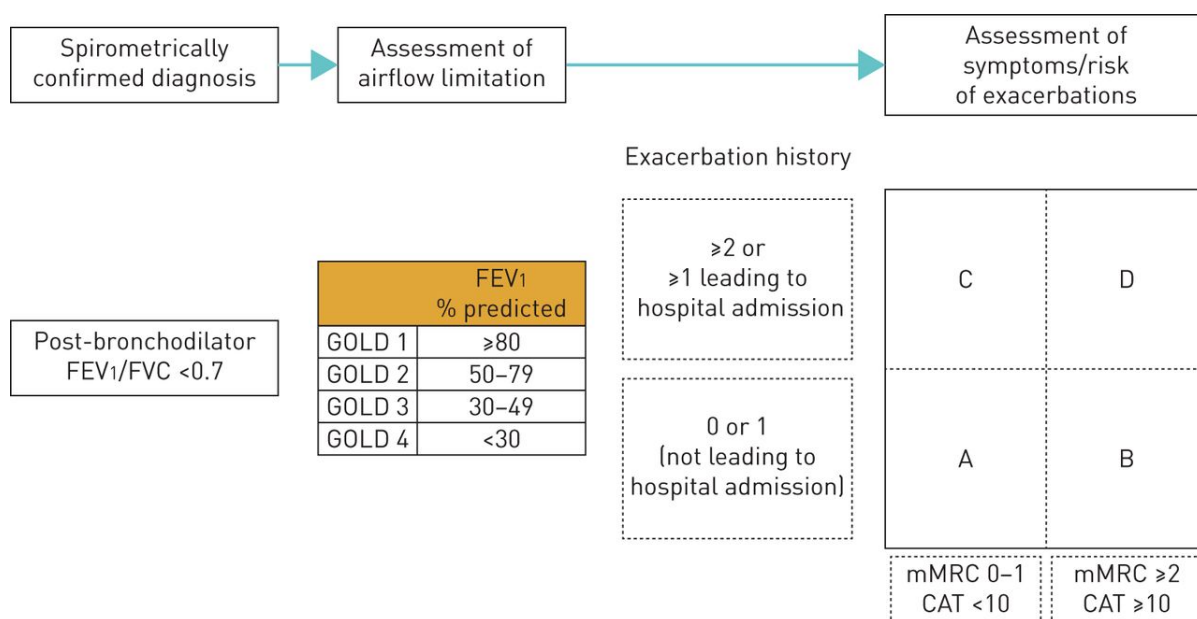 Spirometrically
confirmed diagnosis
Assessment of
airflow limitation
Assessment of
symptoms/risk
of exacerbations
Post-bronchodilator
FEV1/FVC <0.7
FEV1
% predicted
GOLD 1 ≥80
GOLD 2 50–79
GOLD 3 30–49
GOLD 4 <30
Exacerbation history
≥2 or
≥1 leading to
hospital admission
0 or 1
(not leading to
hospital admission)
C D
A B
mMRC 0–1
CAT <10
mMRC ≥2
CAT ≥10